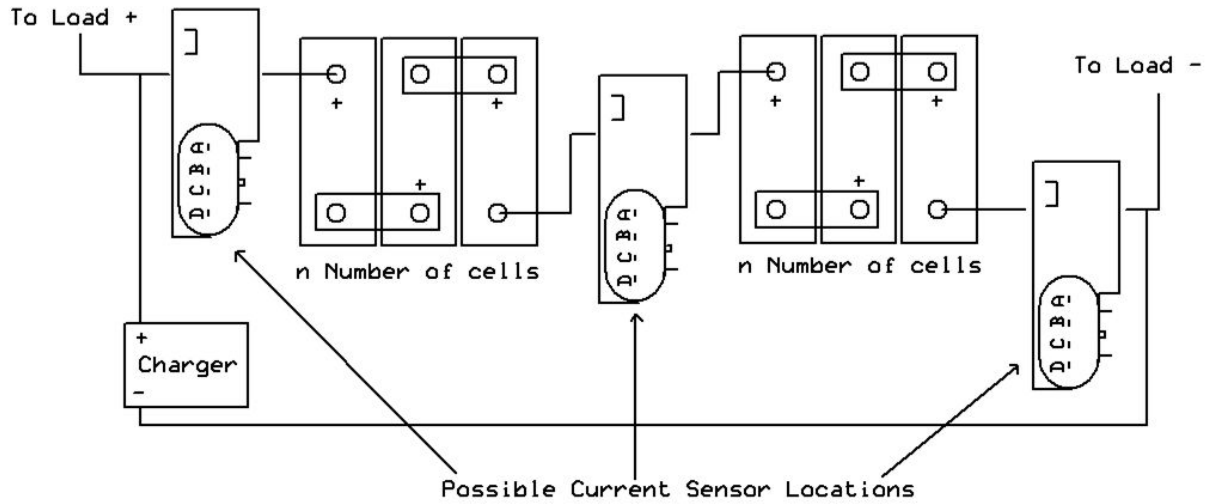 To Load +
To Load -
+
+
+
+
+
+
D C B A
D C B A
D C B A
n Number of cells
n Number of cells
+
Charger
-
Possible Current Sensor Locations